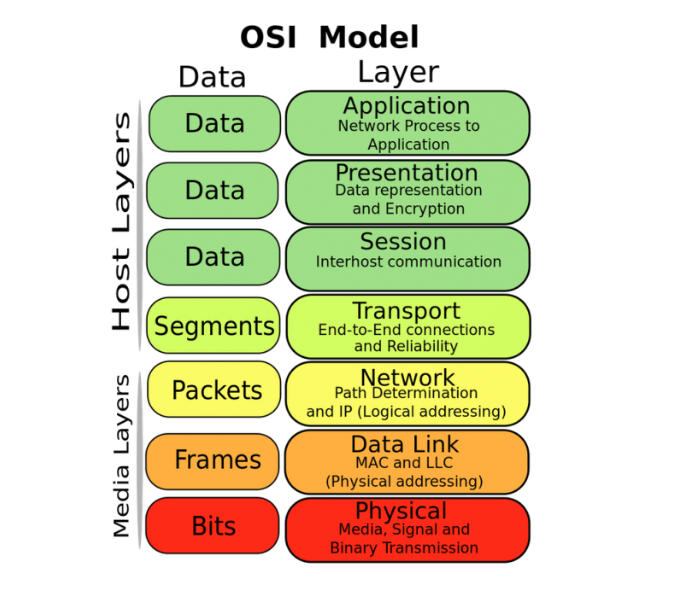 OSI Model
Data
Layer
Host Layers
Data
Application
Network Process to
Application
Data
Presentation
Data representation
and Encryption
Data
Session
Interhost communication
Segments
Transport
End-to-End connections
and Reliability
Media Layers
Packets
Network
Path Determination
and IP (Logical addressing)
Frames
Data Link
MAC and LLC
(Physical addressing)
Bits
Physical
Media, Signal and
Binary Transmission